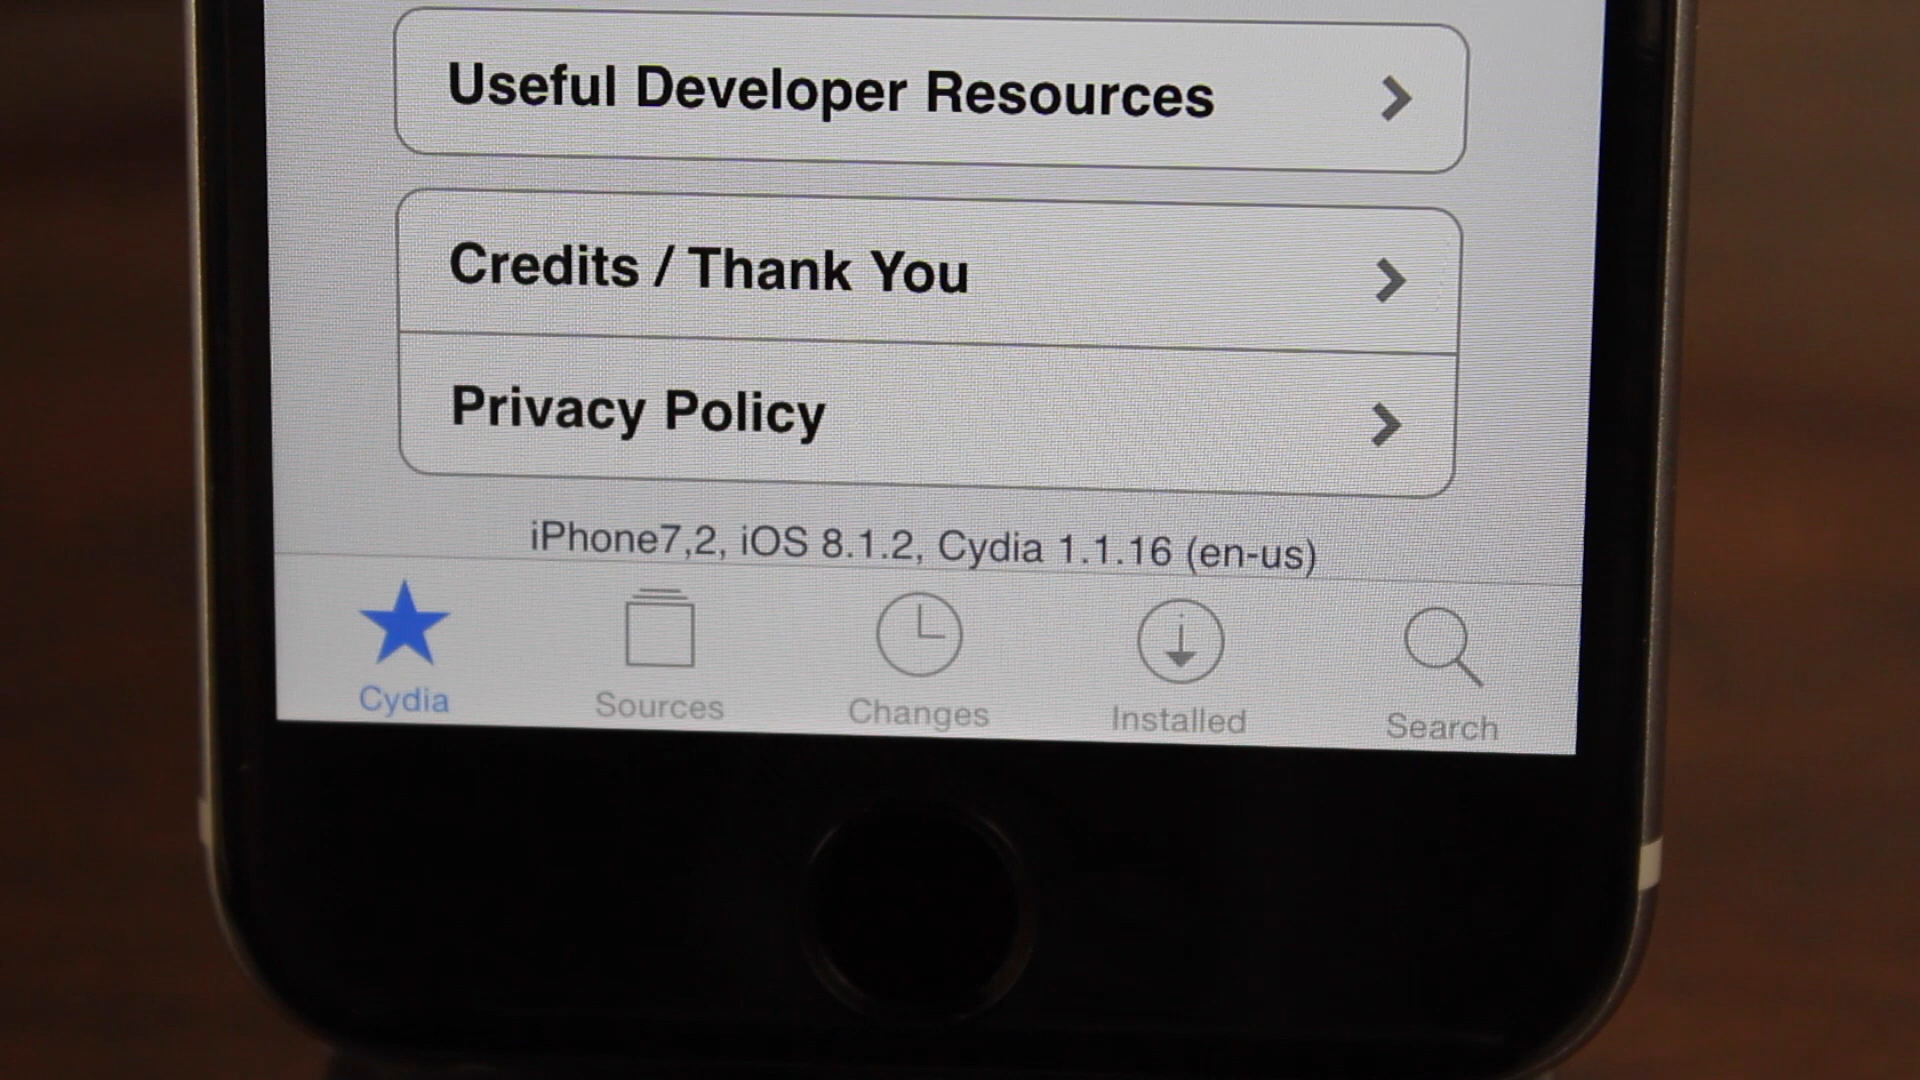 Useful Developer Resources
Credits / Thank You
Privacy Policy
iPhone7,2, iOS 8.1.2, Cydia 1.1.16 (en-us)
Cydia Sources Changes Installed Search